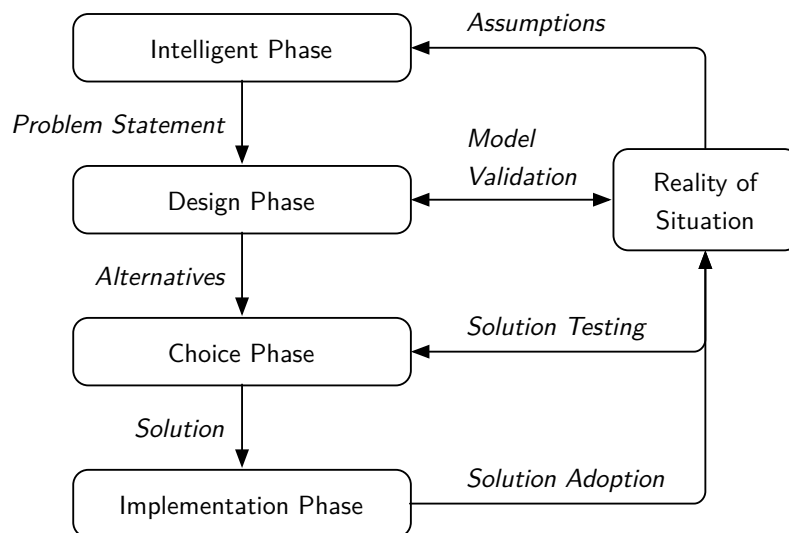 Assumptions
Intelligent Phase
Problem Statement
Model
Validation
Reality of
Situation
Design Phase
Alternatives
Solution Testing
Choice Phase
Solution
Solution Adoption
Implementation Phase